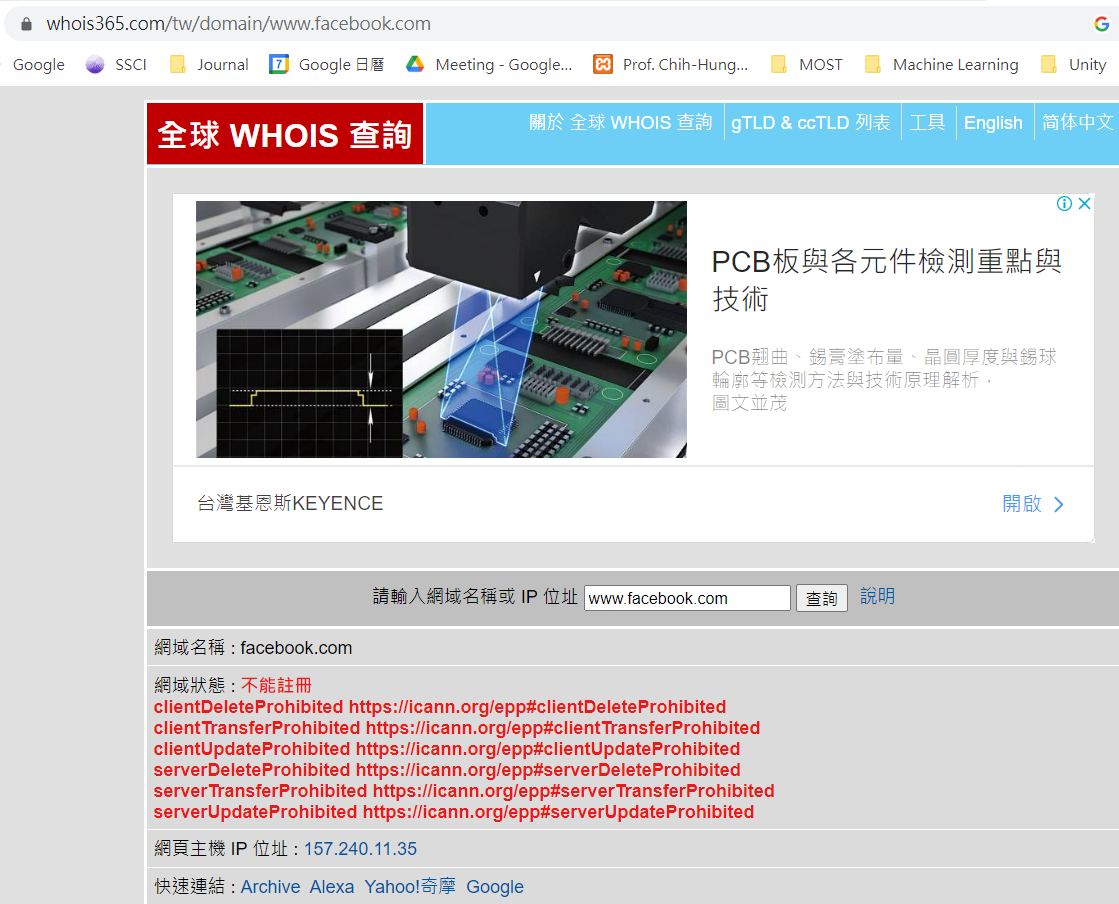 whois365.com/tw/domain/www.facebook.com
Google SSCI Journal 7 Google 日曆 Meeting - Google... Prof. Chih-Hung... MOST Machine Learning Unity
全球 WHOIS 查詢
關於 全球 WHOIS 查詢 gTLD & ccTLD 列表 工具 English 简体中文
PCB板與各元件檢測重點與
技術
PCB翹曲、錫膏塗布量、晶圓厚度與錫球
輪廓等檢測方法與技術原理解析，
圖文並茂
台灣基恩斯KEYENCE 開啟
請輸入網域名稱或 IP 位址 www.facebook.com 查詢 說明
網域名稱 : facebook.com
網域狀態 : 不能註冊
clientDeleteProhibited https://icann.org/epp#clientDeleteProhibited
clientTransferProhibited https://icann.org/epp#clientTransferProhibited
clientUpdateProhibited https://icann.org/epp#clientUpdateProhibited
serverDeleteProhibited https://icann.org/epp#serverDeleteProhibited
serverTransferProhibited https://icann.org/epp#serverTransferProhibited
serverUpdateProhibited https://icann.org/epp#serverUpdateProhibited
網頁主機 IP 位址 : 157.240.11.35
快速連結 : Archive Alexa Yahoo!奇摩 Google